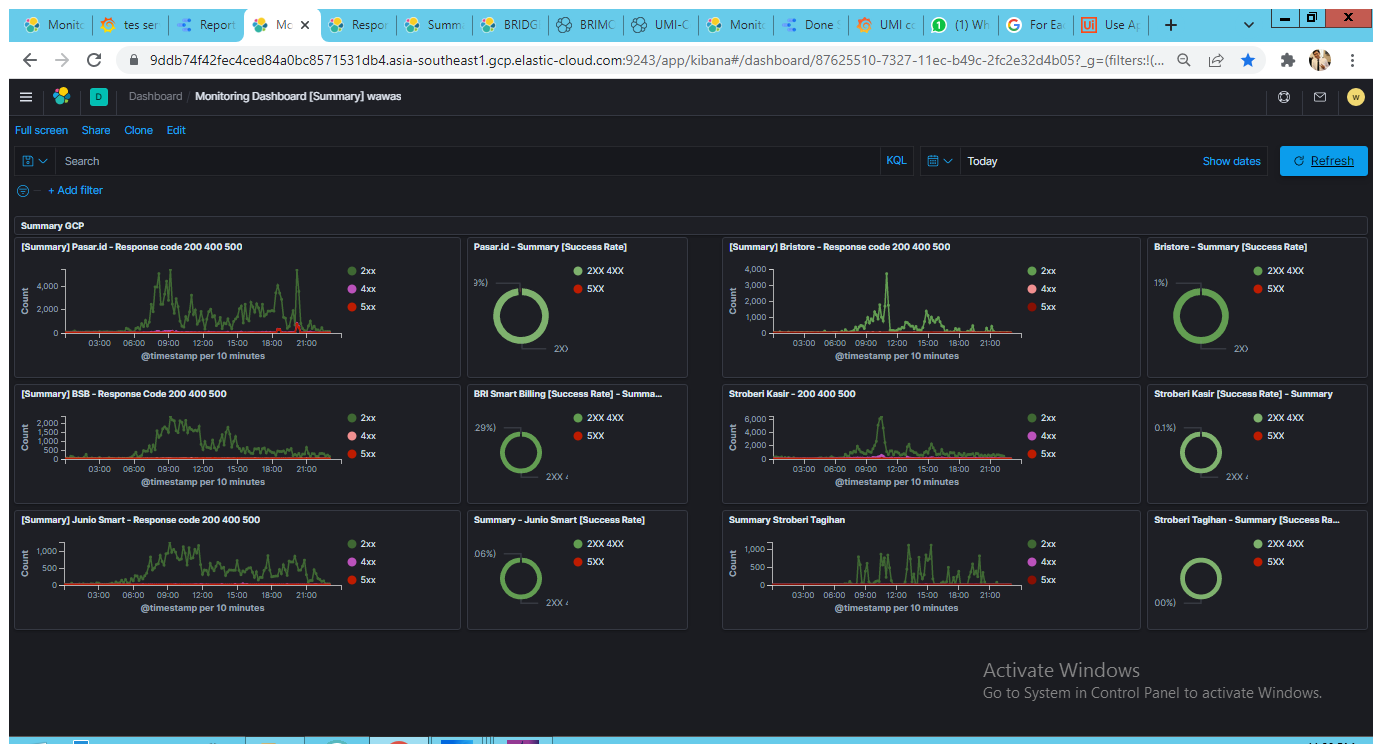 Monito
tes ser
Report
Mo
Respon
Summ
BRIDG
BRIMO
UMI-C
Monito
Done S
UMI co
(1) Wh
For Ea
Use Ap
9ddb74f42fec4ced84a0bc8571531db4.asia-southeast1.gcp.elastic-cloud.com:9243/app/kibana#/dashboard/87625510-7327-11ec-b49c-2fc2e32d4b05?_g=(filters:!(...
D Dashboard / Monitoring Dashboard [Summary] wawas w
Full screen Share Clone Edit
Search KQL Today Show dates Refresh
+ Add filter
Summary GCP
[Summary] Pasar.id - Response code 200 400 500
Count
4,000
2,000
0
03:00 06:00 09:00 12:00 15:00 18:00 21:00
@timestamp per 10 minutes
2xx
4xx
5xx
Pasar.id - Summary [Success Rate]
9%)
2X)
2XX 4XX
5XX
[Summary] Bristore - Response code 200 400 500
Count
4,000
3,000
2,000
1,000
0
03:00 06:00 09:00 12:00 15:00 18:00 21:00
@timestamp per 10 minutes
2xx
4xx
5xx
Bristore - Summary [Success Rate]
1%)
2X)
2XX 4XX
5XX
[Summary] BSB - Response Code 200 400 500
Count
2,000
1,500
1,000
500
0
03:00 06:00 09:00 12:00 15:00 18:00 21:00
@timestamp per 10 minutes
2xx
4xx
5xx
BRI Smart Billing [Success Rate] - Summa...
.29%)
2XX 4
2XX 4XX
5XX
Stroberi Kasir - 200 400 500
Count
6,000
4,000
2,000
0
03:00 06:00 09:00 12:00 15:00 18:00 21:00
@timestamp per 10 minutes
2xx
4xx
5xx
Stroberi Kasir [Success Rate] - Summary
0.1%)
2XX 4
2XX 4XX
5XX
[Summary] Junio Smart - Response code 200 400 500
Count
1,000
500
0
03:00 06:00 09:00 12:00 15:00 18:00 21:00
@timestamp per 10 minutes
2xx
4xx
5xx
Summary - Junio Smart [Success Rate]
06%)
2XX 4
2XX 4XX
5XX
Summary Stroberi Tagihan
Count
1,000
500
0
03:00 06:00 09:00 12:00 15:00 18:00 21:00
@timestamp per 10 minutes
2xx
4xx
5xx
Stroberi Tagihan - Summary [Success Ra...
00%)
2XX 4XX
5XX
Activate Windows
Go to System in Control Panel to activate Windows.